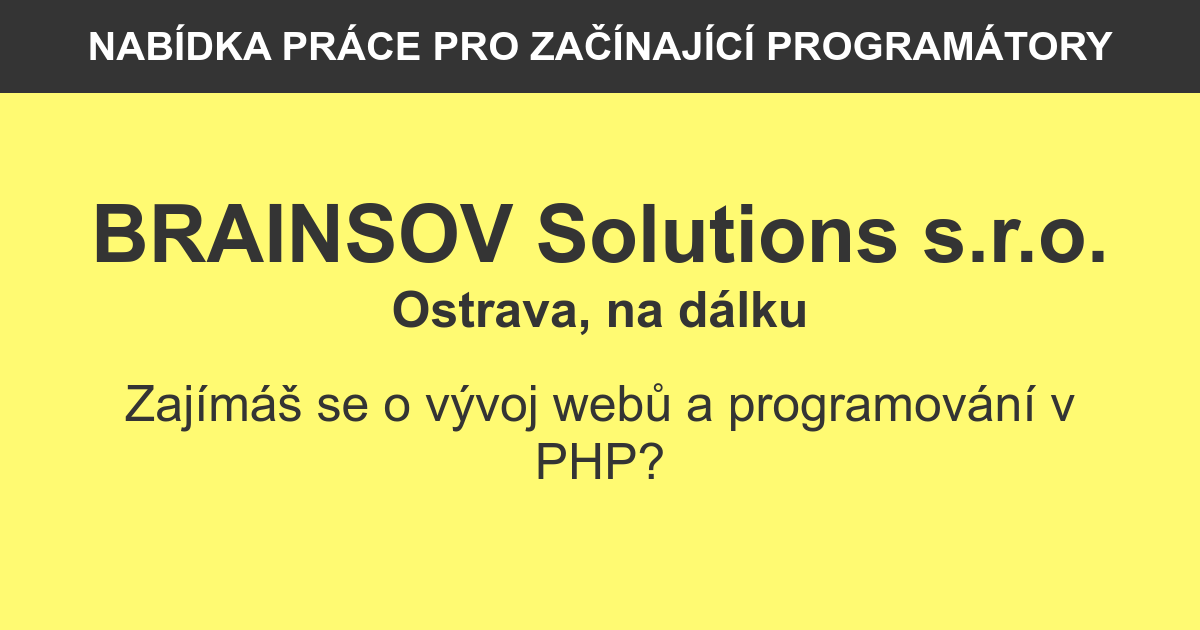 NABÍDKA PRÁCE PRO ZAČÍNAJÍCÍ PROGRAMÁTORY
BRAINSOV Solutions s.r.o.
Ostrava, na dálku
Zajímáš se o vývoj webů a programování v
PHP?